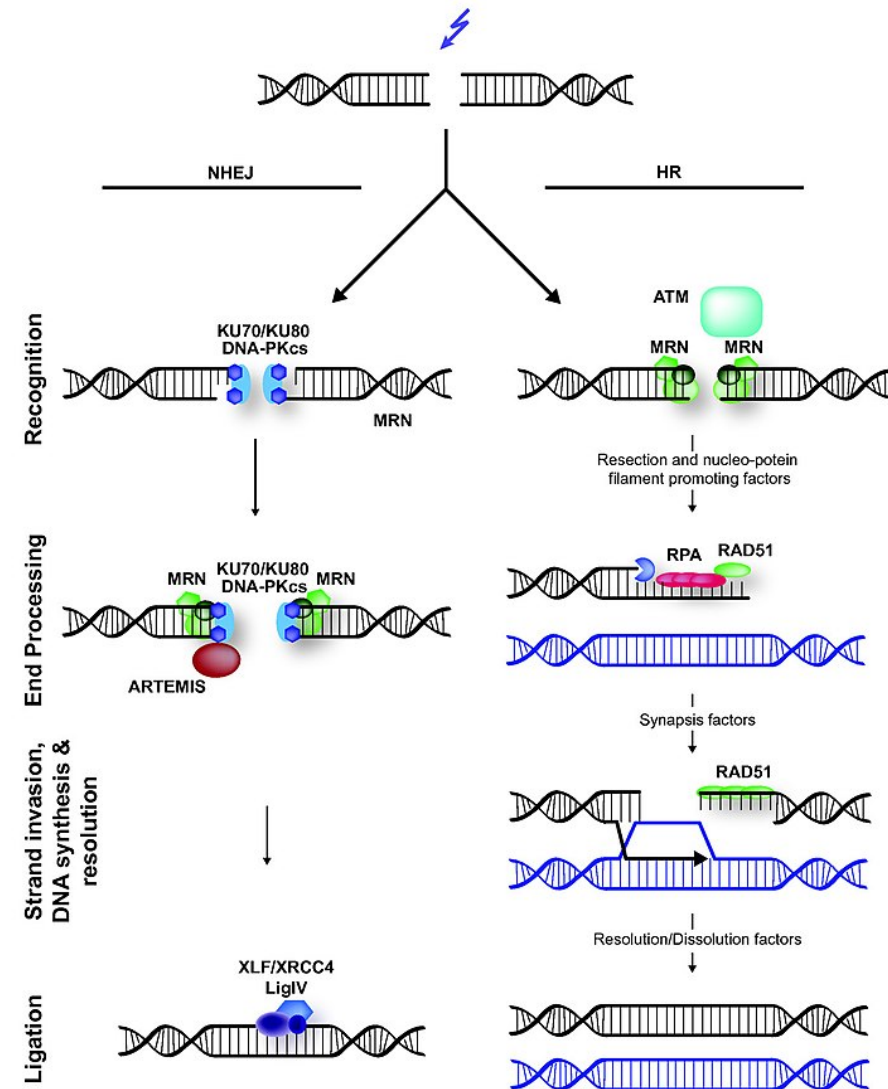 NHEJ
HR
Recognition
KU70/KU80
DNA-PKcs
MRN
ATM
MRN
MRN
Resection and nucleo-potein
filament promoting factors
End Processing
MRN
KU70/KU80
DNA-PKcs
MRN
ARTEMIS
RPA
RAD51
Synapsis factors
Strand invasion,
DNA synthesis &
resolution
RAD51
Resolution/Dissolution factors
Ligation
XLF/XRCC4
LigIV